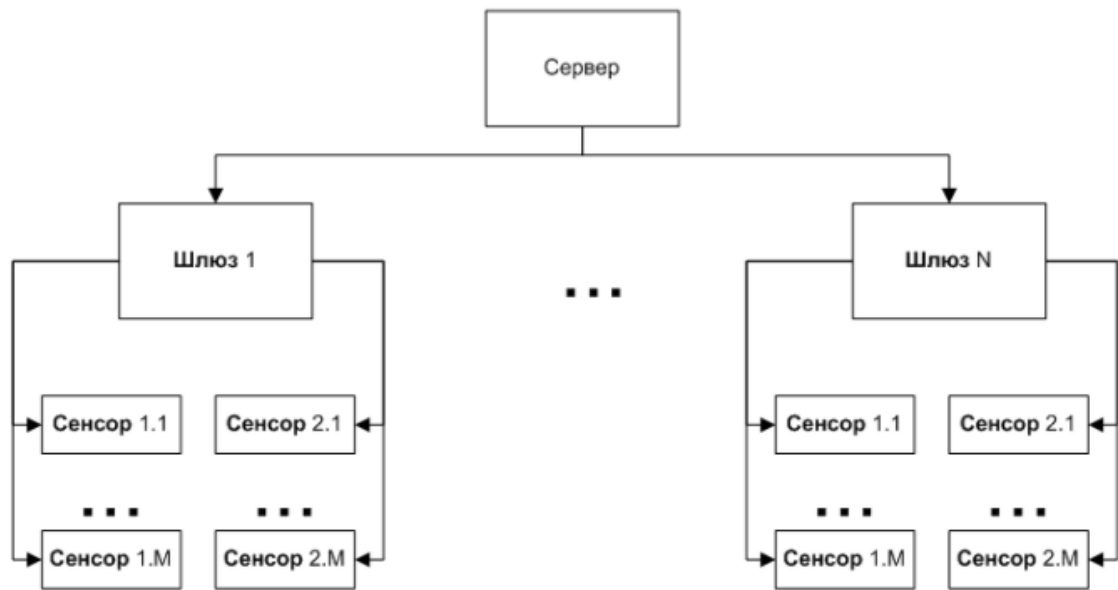 Сервер
Шлюз 1
Шлюз N
...
Сенсор 1.1
Сенсор 2.1
Сенсор 1.1
Сенсор 2.1
...
...
...
...
Сенсор 1.M
Сенсор 2.M
Сенсор 1.M
Сенсор 2.M